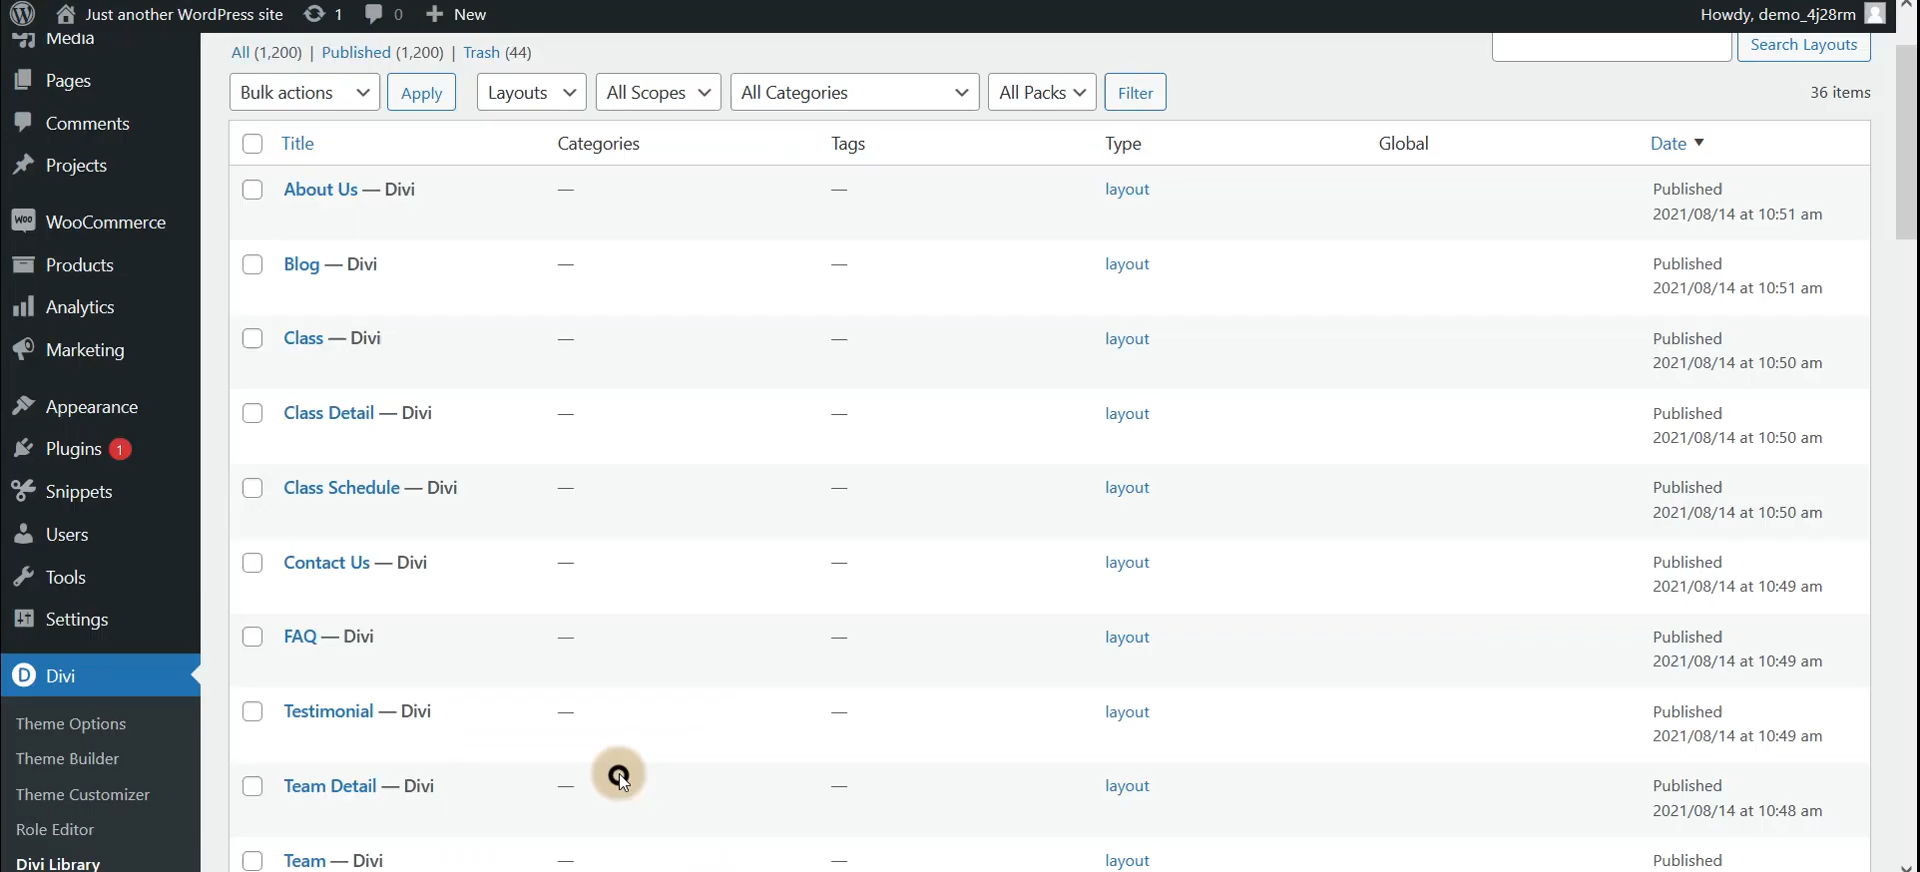 Just another WordPress site 1 0 New Howdy, demo_4j28rm
Media
Pages
Comments
Projects
WooCommerce
Products
Analytics
Marketing
Appearance
Plugins 1
Snippets
Users
Tools
Settings
Divi
Theme Options
Theme Builder
Theme Customizer
Role Editor
Divi Library
All (1,200) | Published (1,200) | Trash (44)
Search Layouts
Bulk actions Apply Layouts All Scopes All Categories All Packs Filter 36 items
Title Categories Tags Type Global Date
About Us — Divi — — layout Published
2021/08/14 at 10:51 am
Blog — Divi — — layout Published
2021/08/14 at 10:51 am
Class — Divi — — layout Published
2021/08/14 at 10:50 am
Class Detail — Divi — — layout Published
2021/08/14 at 10:50 am
Class Schedule — Divi — — layout Published
2021/08/14 at 10:50 am
Contact Us — Divi — — layout Published
2021/08/14 at 10:49 am
FAQ — Divi — — layout Published
2021/08/14 at 10:49 am
Testimonial — Divi — — layout Published
2021/08/14 at 10:49 am
Team Detail — Divi — — layout Published
2021/08/14 at 10:48 am
Team — Divi — — layout Published